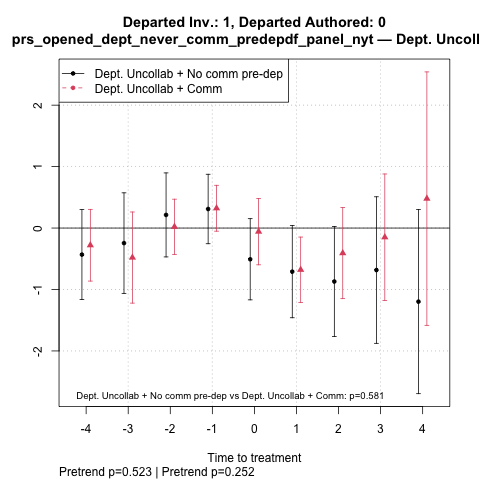 Departed Inv.: 1, Departed Authored: 0
prs_opened_dept_never_comm_predepdf_panel_nyt — Dept. Uncoll
Dept. Uncollab + No comm pre-dep
Dept. Uncollab + Comm
2
1
0
-1
-2
Dept. Uncollab + No comm pre-dep vs Dept. Uncollab + Comm: p=0.581
-4 -3 -2 -1 0 1 2 3 4
Time to treatment
Pretrend p=0.523 | Pretrend p=0.252